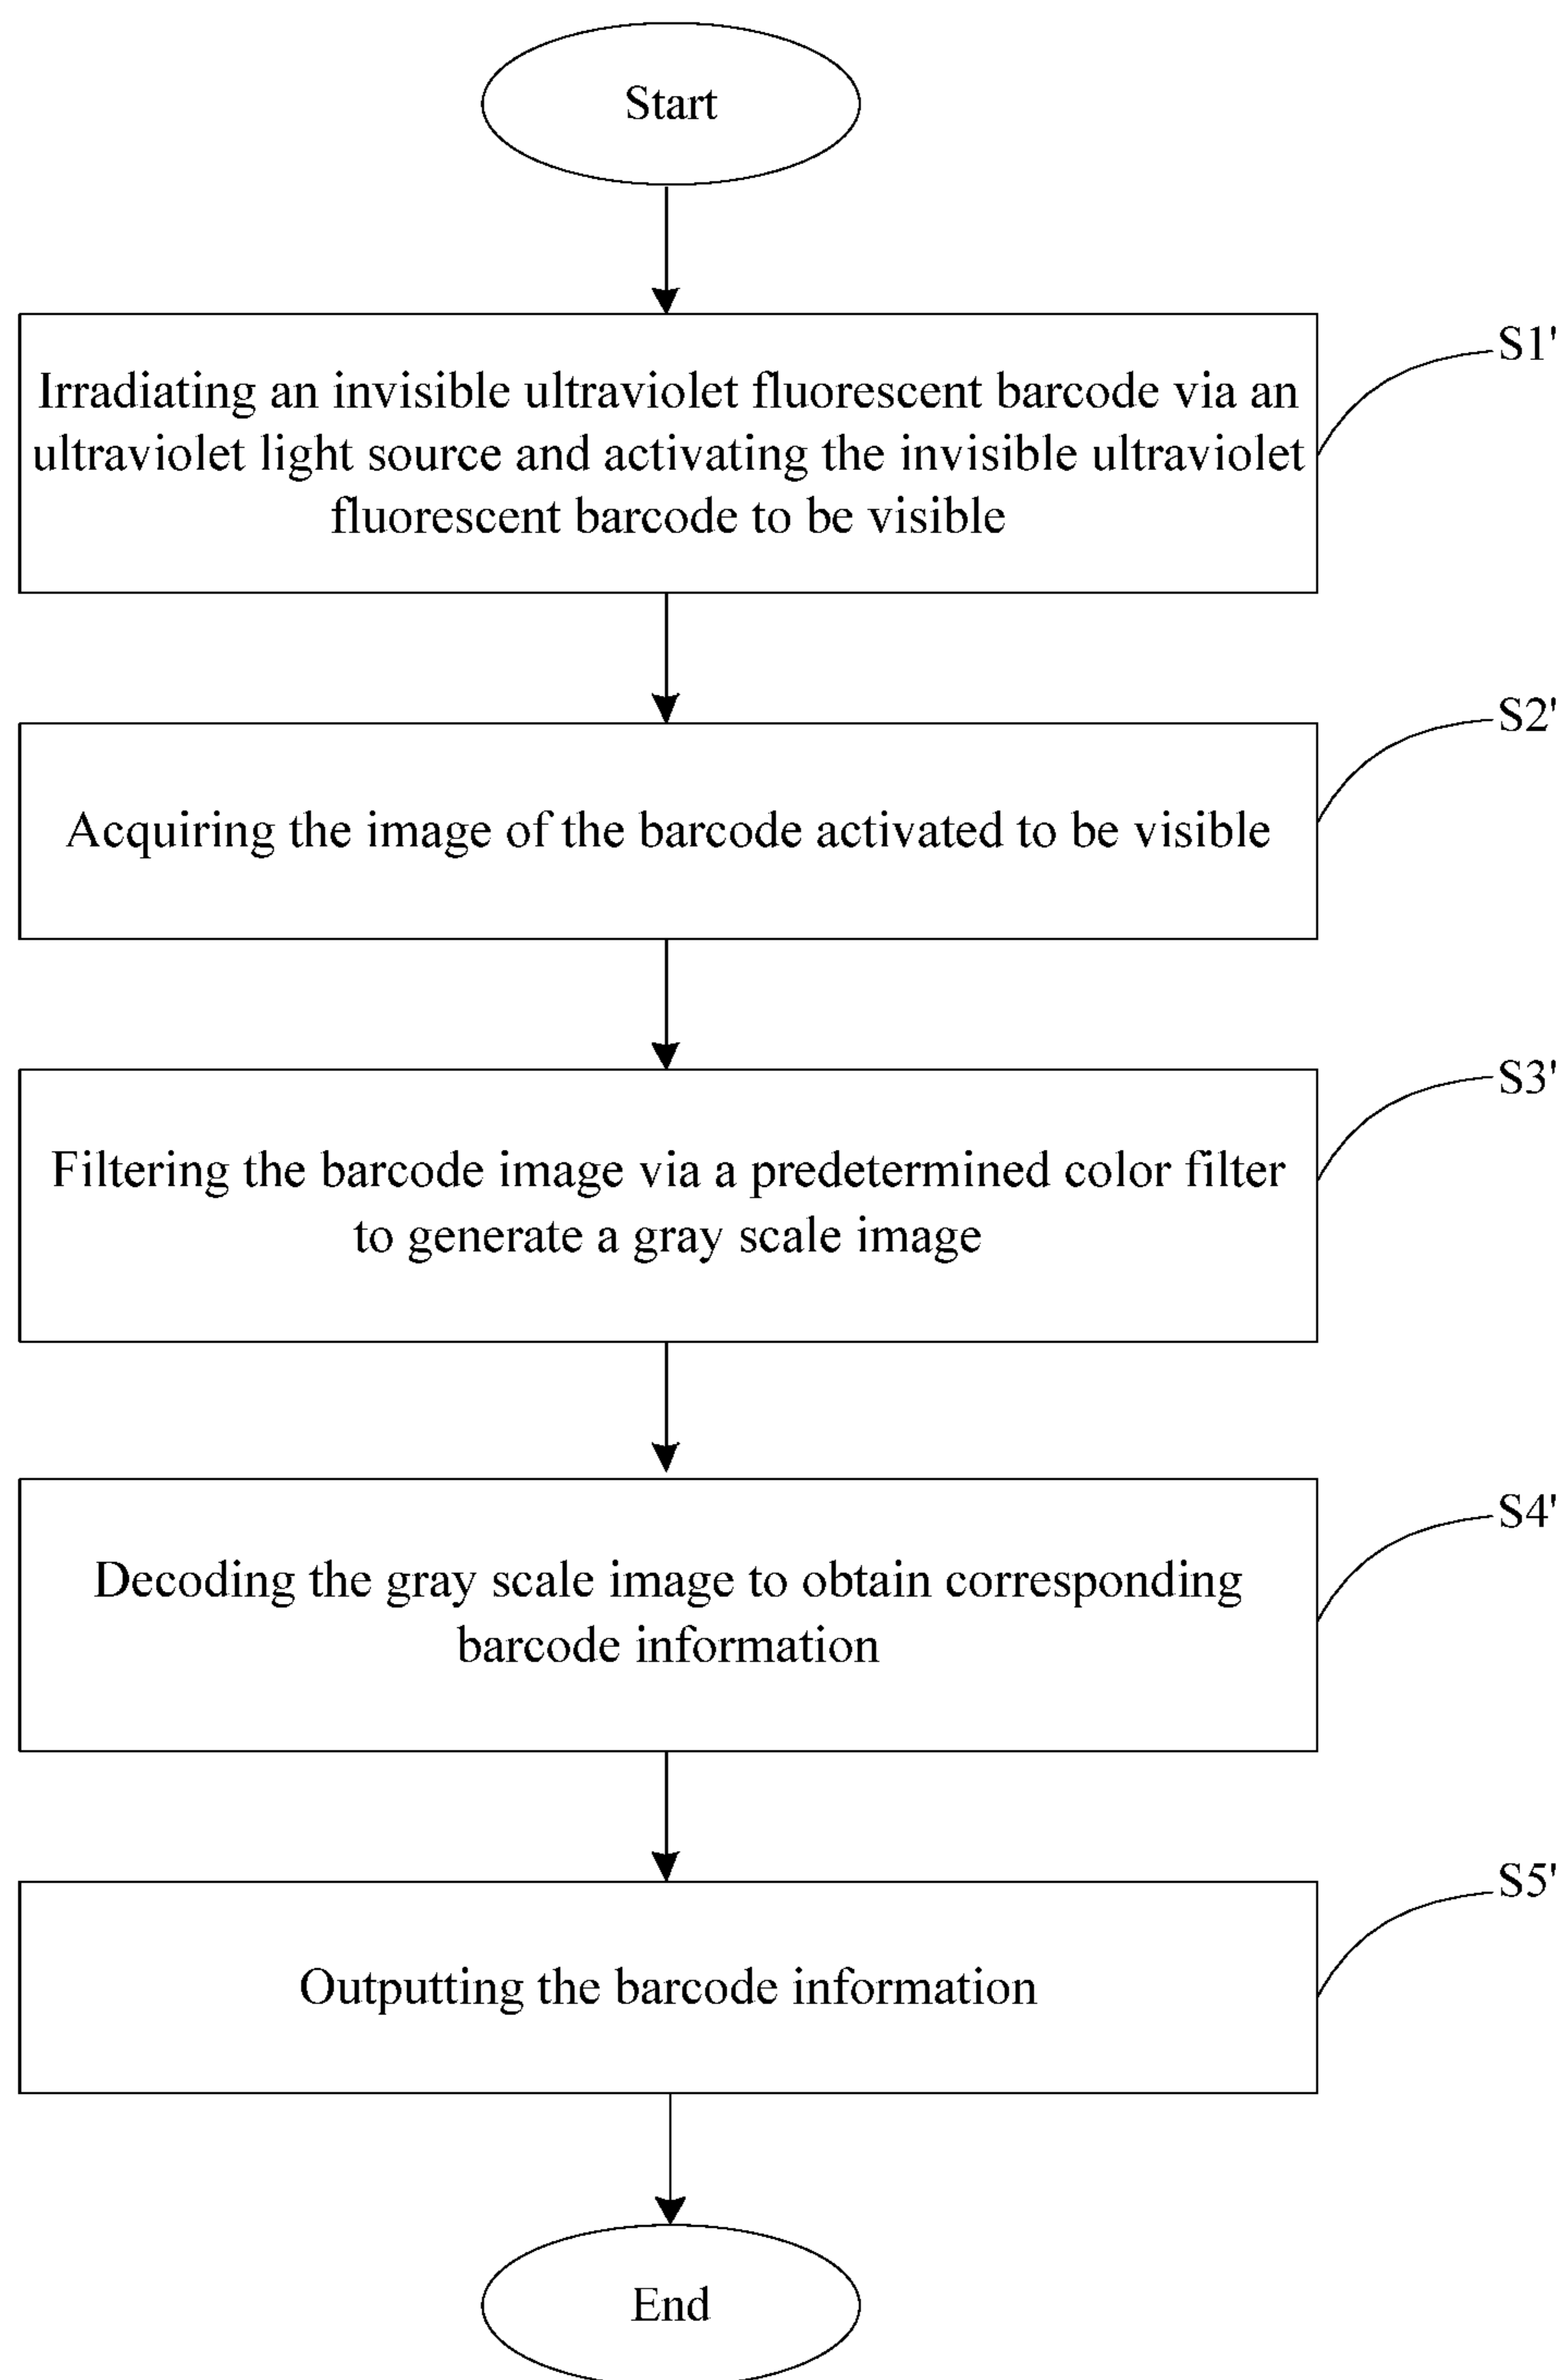 Start
S1'
Irradiating an invisible ultraviolet fluorescent barcode via an
ultraviolet light source and activating the invisible ultraviolet
fluorescent barcode to be visible
S2'
Acquiring the image of the barcode activated to be visible
S3'
Filtering the barcode image via a predetermined color filter
to generate a gray scale image
S4'
Decoding the gray scale image to obtain corresponding
barcode information
S5'
Outputting the barcode information
End